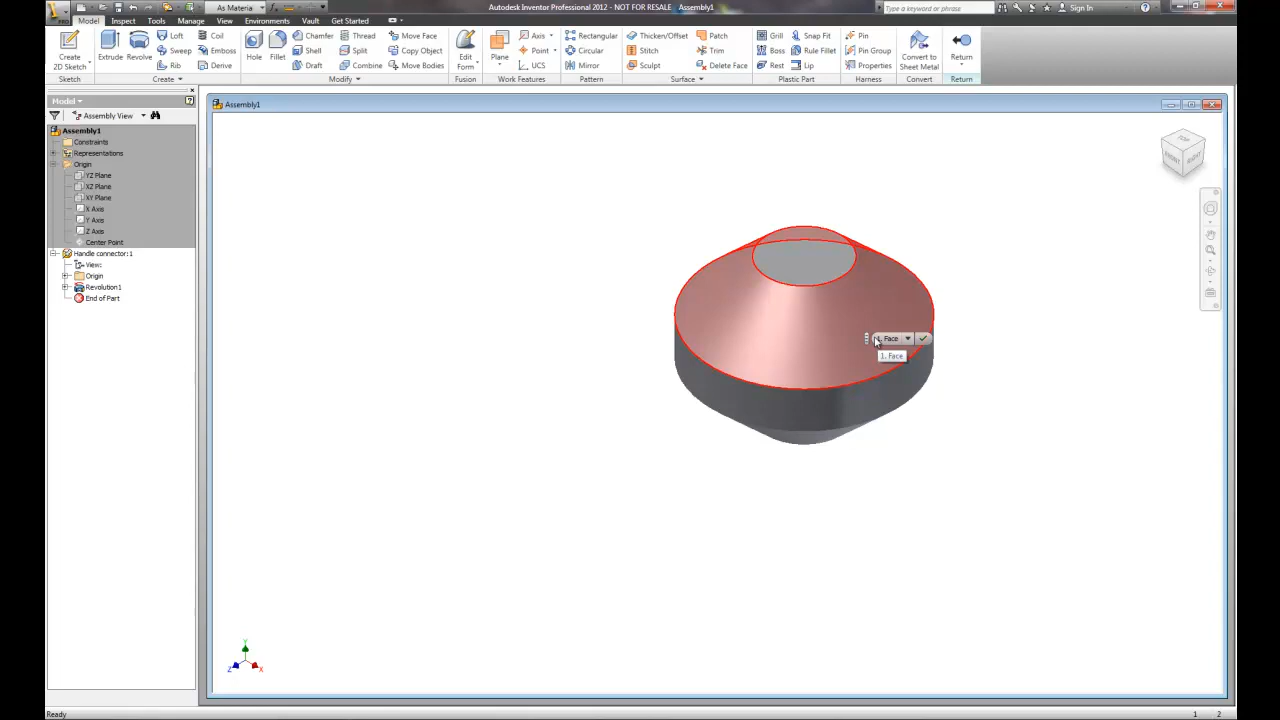 As Material
Autodesk Inventor Professional 2012 - NOT FOR RESALE Assembly1
Type a keyword or phrase
Sign In
PRO
Model Inspect Tools Manage View Environments Vault Get Started
Create
2D Sketch
Extrude
Revolve
Loft
Sweep
Rib
Coil
Emboss
Derive
Hole
Fillet
Chamfer
Shell
Draft
Thread
Split
Combine
Move Face
Copy Object
Move Bodies
Edit
Form
Plane
Axis
Point
UCS
Rectangular
Circular
Mirror
Thicken/Offset
Stitch
Sculpt
Patch
Trim
Delete Face
Grill
Boss
Rest
Snap Fit
Rule Fillet
Lip
Pin
Pin Group
Properties
Convert to
Sheet Metal
Return
Sketch
Create
Modify
Fusion
Work Features
Pattern
Surface
Plastic Part
Harness
Convert
Return
Model
Assembly View
Assembly1
Constraints
Representations
Origin
YZ Plane
XZ Plane
XY Plane
X Axis
Y Axis
Z Axis
Center Point
Handle connector:1
View:
Origin
Revolution1
End of Part
Assembly1
TOP
FRONT
RIGHT
1. Face
1. Face
Y
Z
X
Ready
1
2